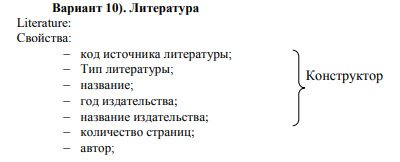 Вариант 10). Литература
Literature:
Свойства:
– код источника литературы;
– Тип литературы;
– название;
– год издательства;
– название издательства;
– количество страниц;
– автор;
Конструктор